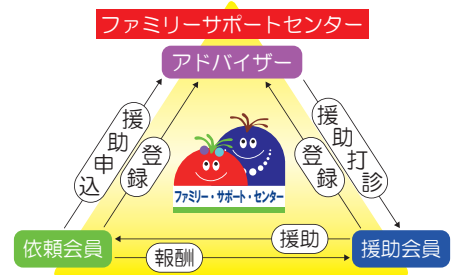 ファミリーサポートセンター
アドバイザー
援助申込
登録
登録
援助打診
ファミリー・サポート・センター
依頼会員
援助
報酬
援助会員